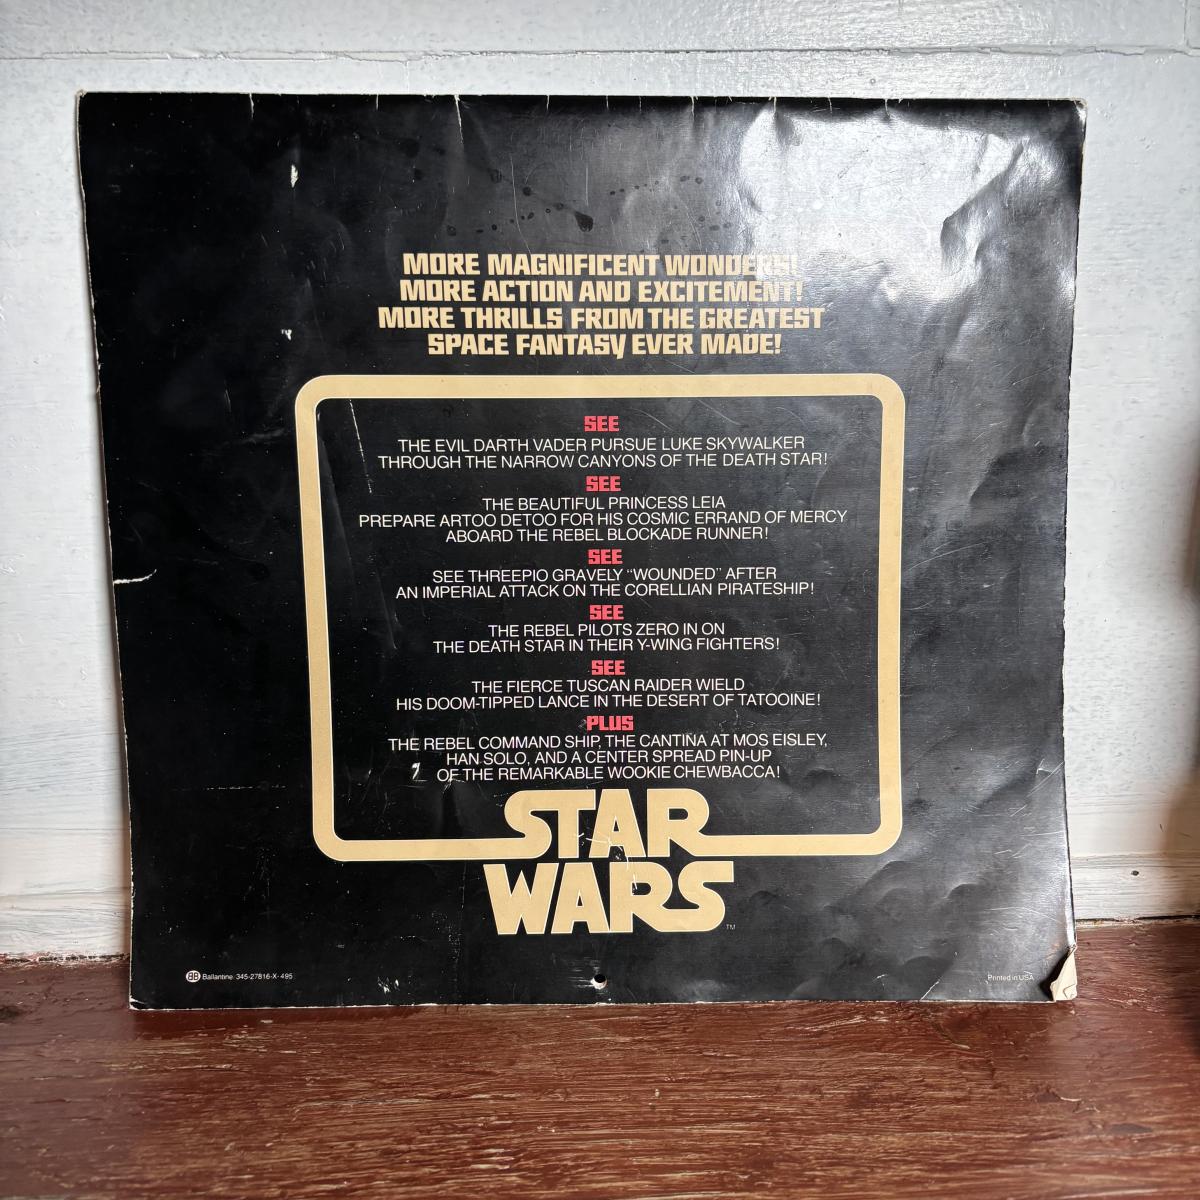 MORE MAGNIFICENT WONDERS!
MORE ACTION AND EXCITEMENT!
MORE THRILLS FROM THE GREATEST
SPACE FANTASY EVER MADE!
SEE
THE EVIL DARTH VADER PURSUE LUKE SKYWALKER
THROUGH THE NARROW CANYONS OF THE DEATH STAR!
SEE
THE BEAUTIFUL PRINCESS LEIA
PREPARE ARTOO DETOO FOR HIS COSMIC ERRAND OF MERCY
ABOARD THE REBEL BLOCKADE RUNNER!
SEE
SEE THREEPIO GRAVELY "WOUNDED" AFTER
AN IMPERIAL ATTACK ON THE CORELLIAN PIRATESHIP!
SEE
THE REBEL PILOTS ZERO IN ON
THE DEATH STAR IN THEIR Y-WING FIGHTERS!
SEE
THE FIERCE TUSCAN RAIDER WIELD
HIS DOOM-TIPPED LANCE IN THE DESERT OF TATOOINE!
PLUS
THE REBEL COMMAND SHIP, THE CANTINA AT MOS EISLEY,
HAN SOLO, AND A CENTER SPREAD PIN-UP
OF THE REMARKABLE WOOKIE CHEWBACCA!
STAR
WARS
TM
BB Ballantine 345-27816-X-495
Printed in USA